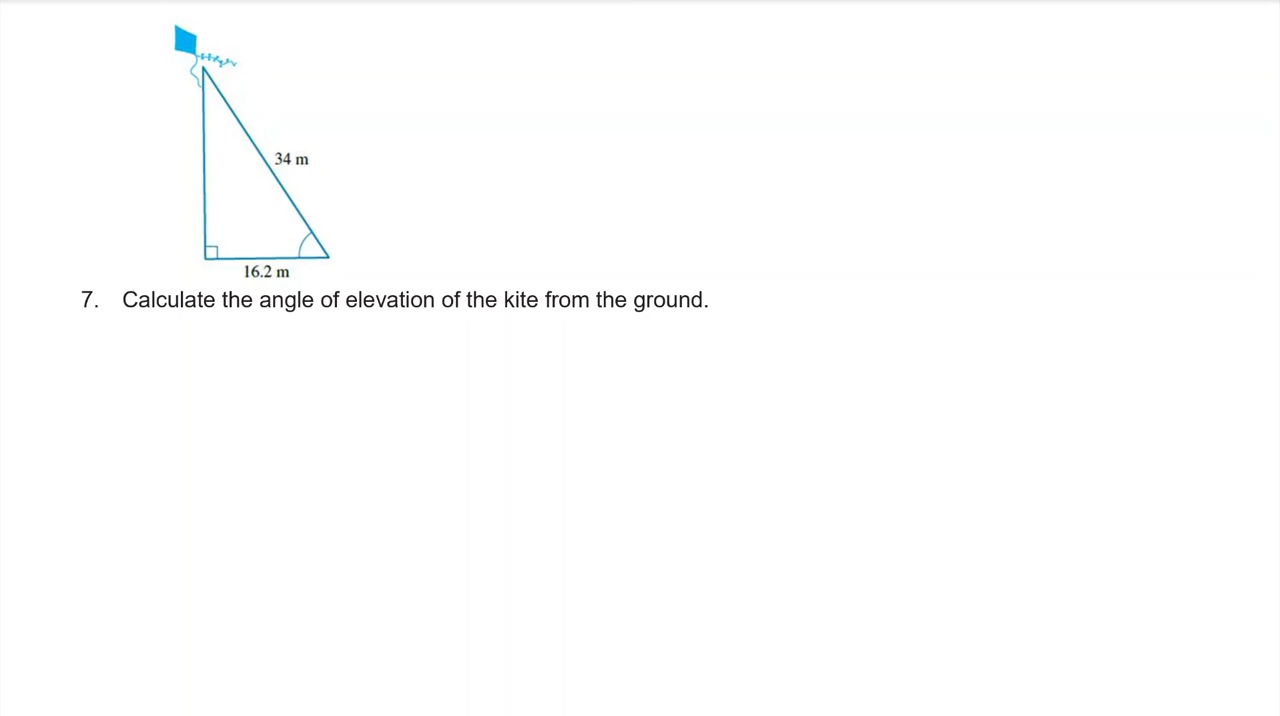 34 m
16.2 m
7. Calculate the angle of elevation of the kite from the ground.